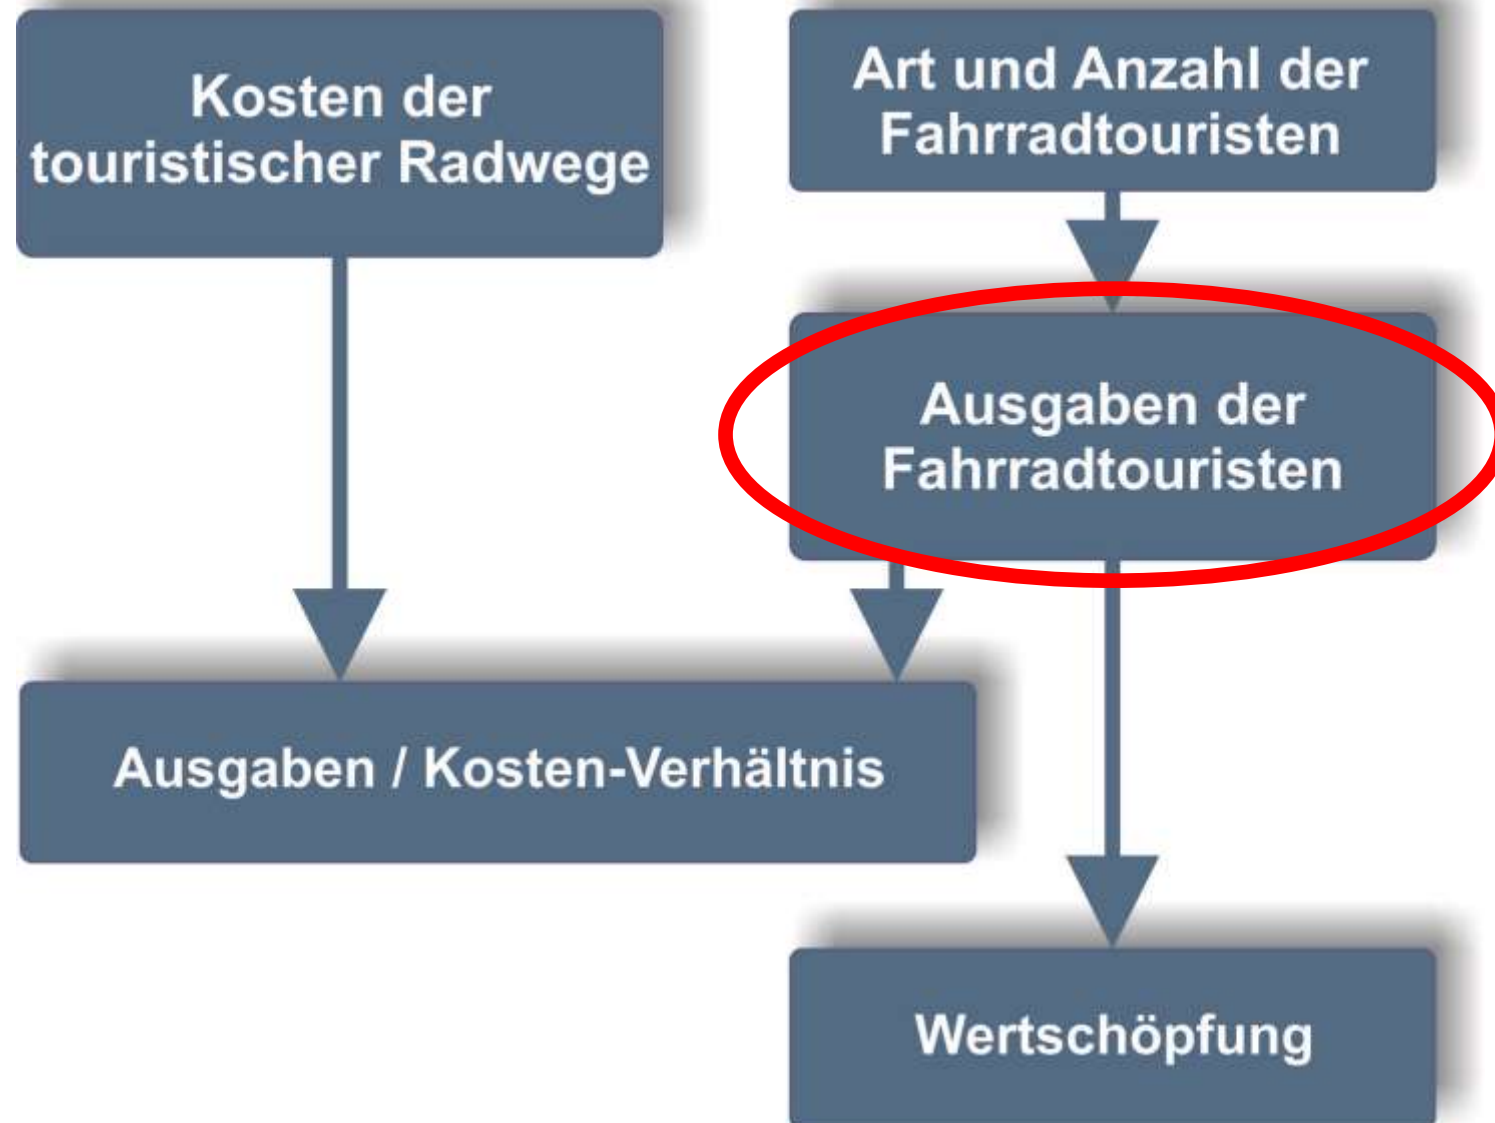 Kosten der
touristischer Radwege
Art und Anzahl der
Fahrradtouristen
Ausgaben der
Fahrradtouristen
Ausgaben / Kosten-Verhältnis
Wertschöpfung